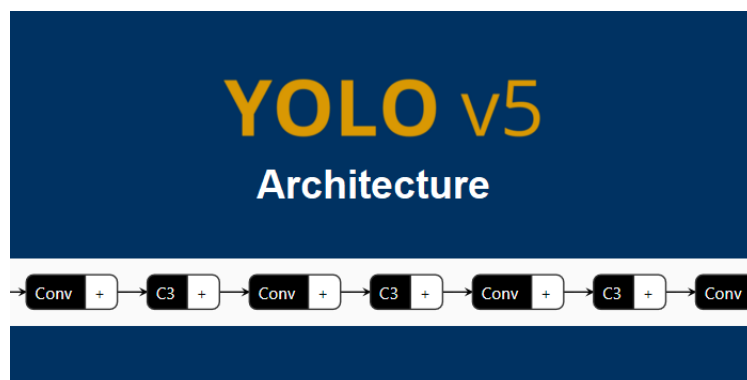 YOLO v5
Architecture
Conv + C3 + Conv + C3 + Conv + C3 + Conv